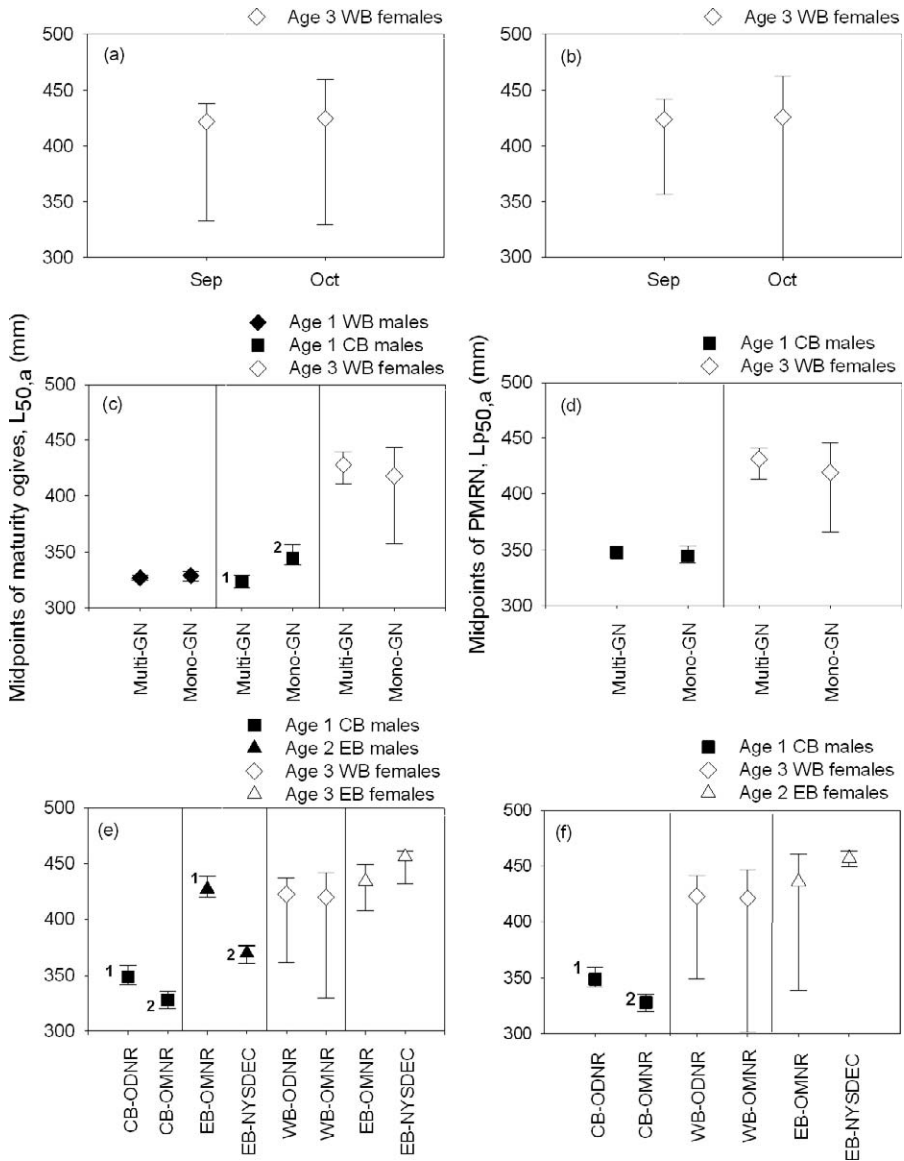 Age 3 WB females
(a)
500
450
400
350
300
Sep Oct
Age 3 WB females
(b)
500
450
400
350
300
Sep Oct
Midpoints of maturity ogives, L50,a (mm)
Age 1 WB males
Age 1 CB males
Age 3 WB females
(c)
500
450
400
350
300
1
2
Multi-GN
Mono-GN
Multi-GN
Mono-GN
Multi-GN
Mono-GN
Midpoints of PMRN, Lp50,a (mm)
Age 1 CB males
Age 3 WB females
(d)
500
450
400
350
300
Multi-GN
Mono-GN
Multi-GN
Mono-GN
Age 1 CB males
Age 2 EB males
Age 3 WB females
Age 3 EB females
(e)
500
450
400
350
300
1
2
1
2
CB-ODNR
CB-OMNR
EB-OMNR
EB-NYSDEC
WB-ODNR
WB-OMNR
EB-OMNR
EB-NYSDEC
Age 1 CB males
Age 3 WB females
Age 2 EB females
(f)
500
450
400
350
300
1
2
CB-ODNR
CB-OMNR
WB-ODNR
WB-OMNR
EB-OMNR
EB-NYSDEC